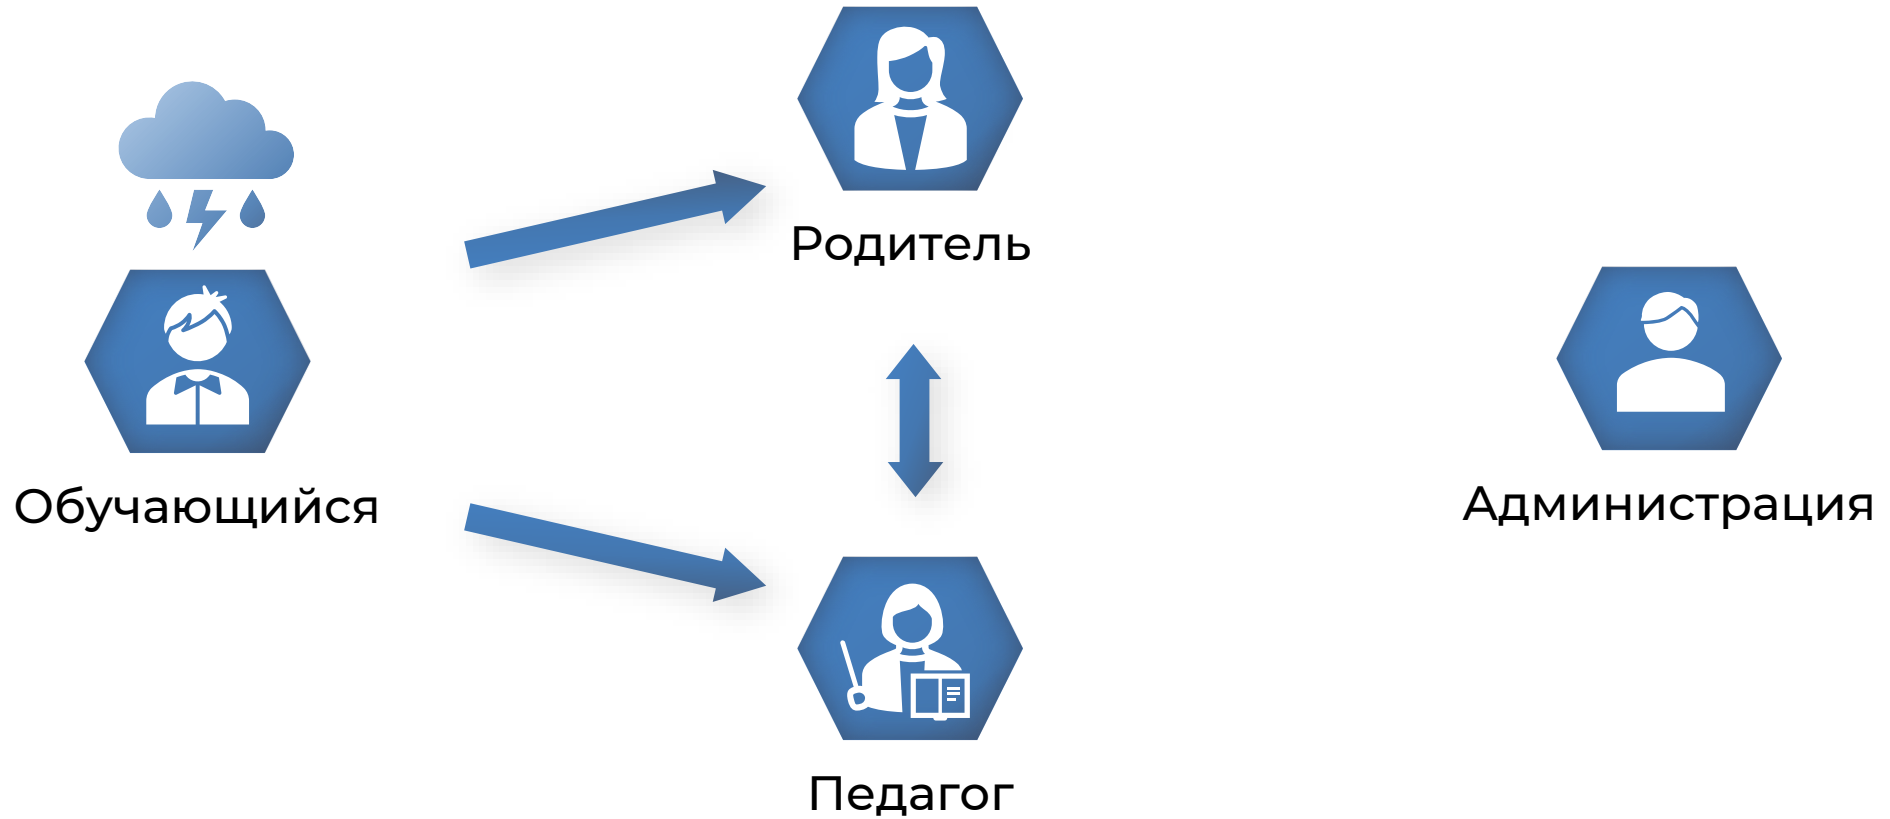 Родитель
Обучающийся
Администрация
Педагог